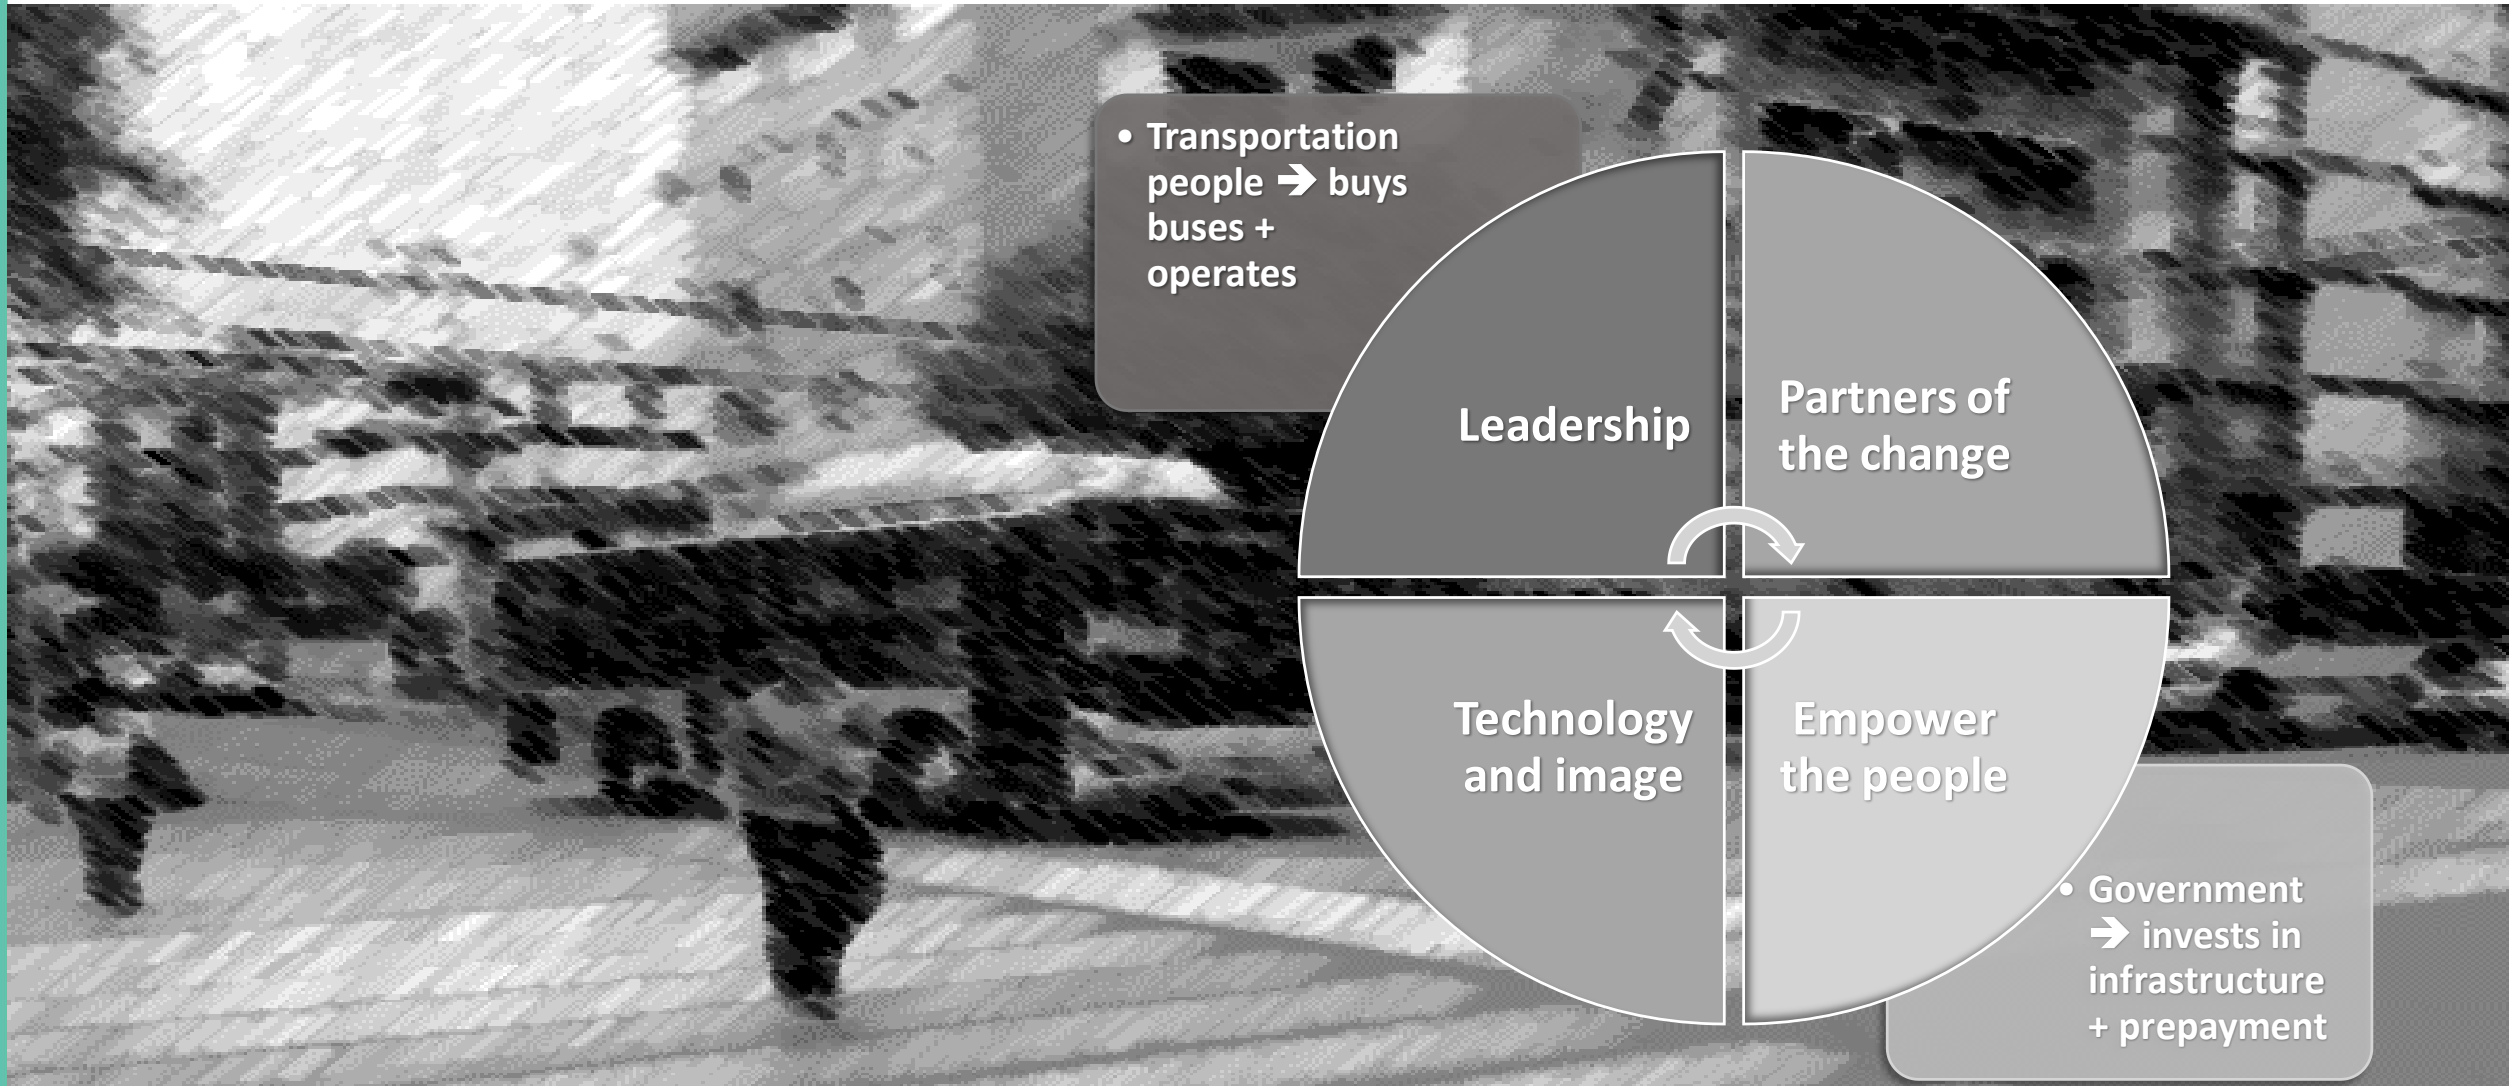 • Transportation
people ➔ buys
buses +
operates
Leadership
Partners of
the change
Technology
and image
Empower
the people
• Government
➔ invests in
infrastructure
+ prepayment